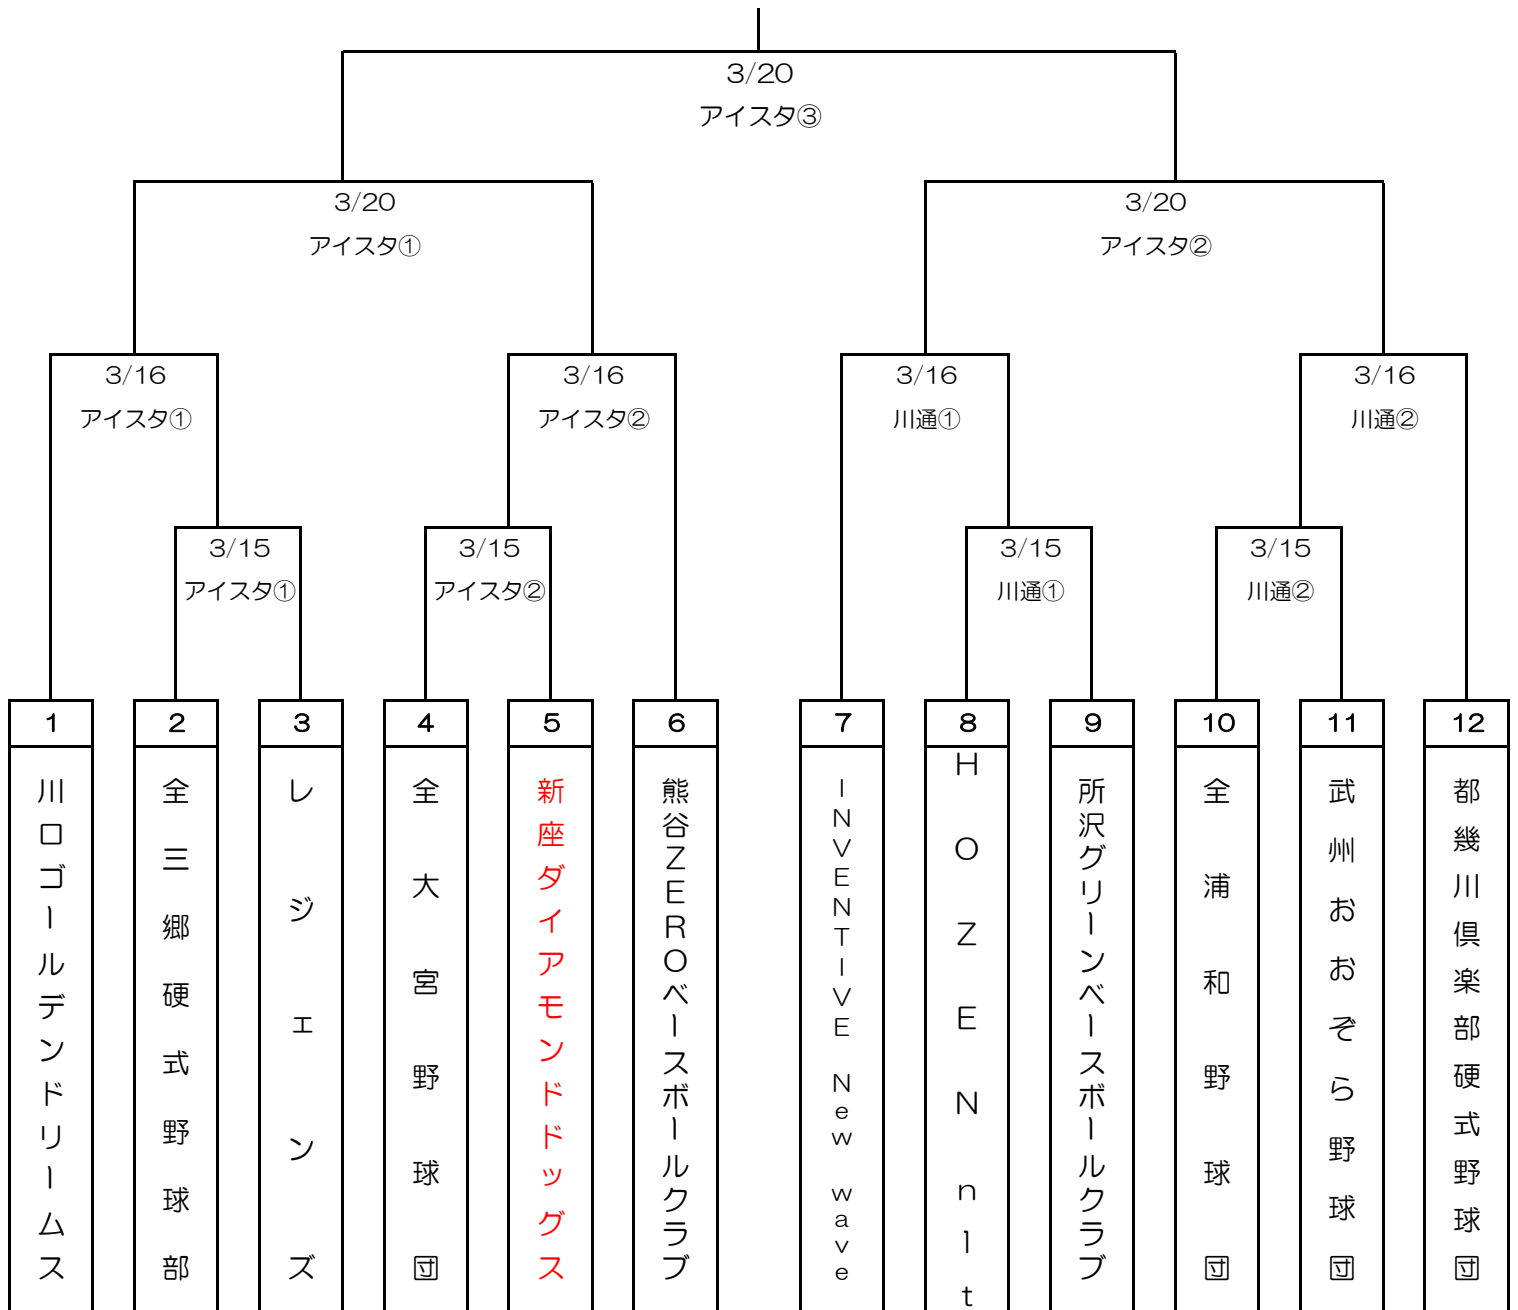 3/20
アイスタ③
3/20
アイスタ①
3/20
アイスタ②
3/16
アイスタ①
3/16
アイスタ②
3/16
川通①
3/16
川通②
3/15
アイスタ①
3/15
アイスタ②
3/15
川通①
3/15
川通②
1
2
3
4
5
6
7
8
9
10
11
12
川口ゴールデンドリームス
全三郷硬式野球部
レジェンズ
全大宮野球団
新座ダイアモンドドッグス
熊谷ZEROベースボールクラブ
INVENTIVE New wave
HOZEN nlt
所沢グリーンベースボールクラブ
全浦和野球団
武州おおぞら野球団
都幾川倶楽部硬式野球団